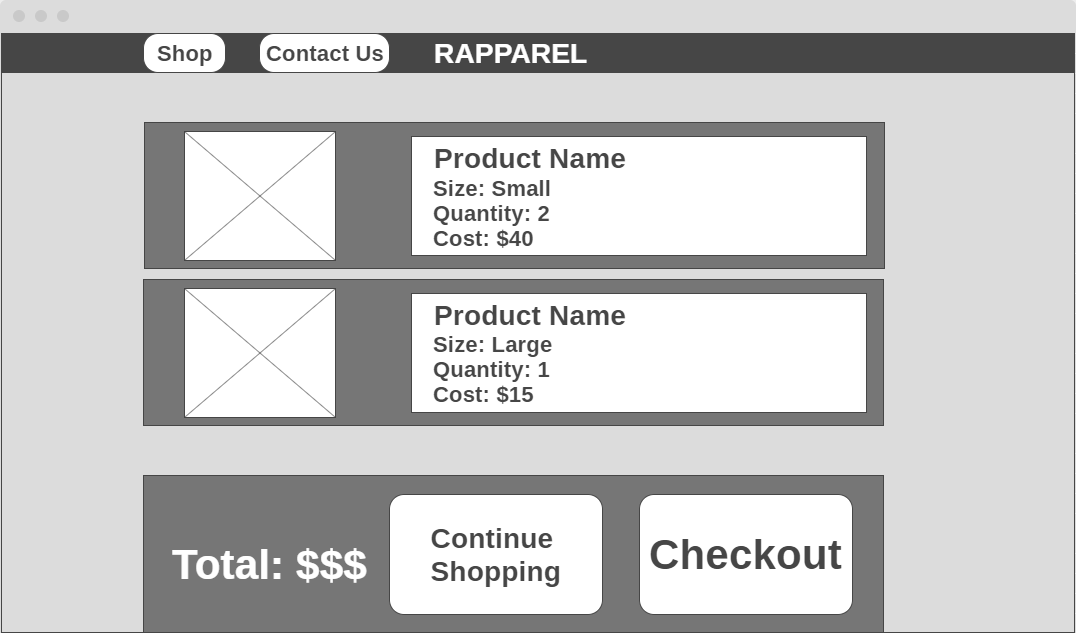 Shop
Contact Us
RAPPAREL
Product Name
Size: Small
Quantity: 2
Cost: $40
Product Name
Size: Large
Quantity: 1
Cost: $15
Total: $$$
Continue
Shopping
Checkout